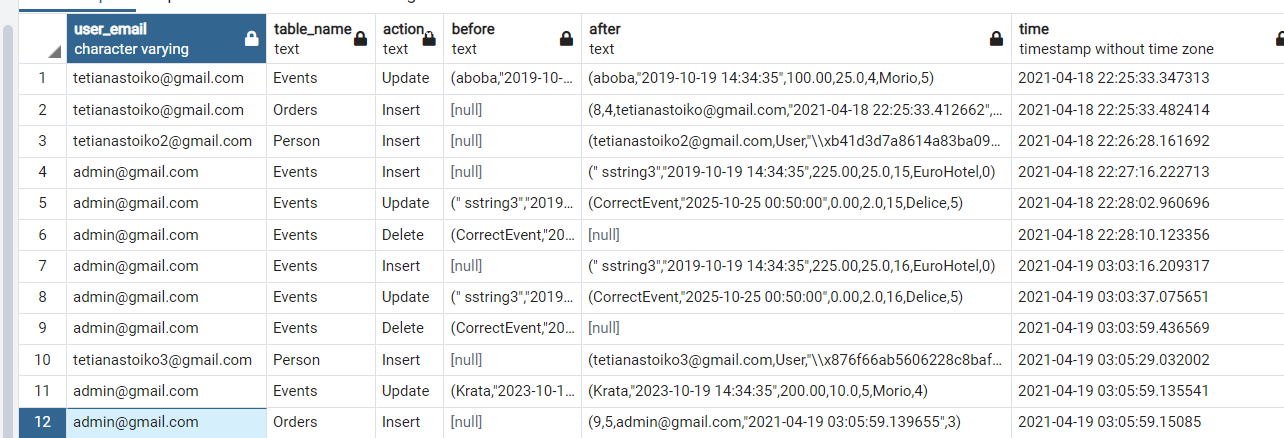 user_email table_name action before after time
character varying text text text text timestamp without time zone
1 tetianastoiko@gmail.com Events Update (aboba,"2019-10-... (aboba,"2019-10-19 14:34:35",100.00,25.0,4,Morio,5) 2021-04-18 22:25:33.347313
2 tetianastoiko@gmail.com Orders Insert [null] (8,4,tetianastoiko@gmail.com,"2021-04-18 22:25:33.412662",... 2021-04-18 22:25:33.482414
3 tetianastoiko2@gmail.com Person Insert [null] (tetianastoiko2@gmail.com,User,"\\xb41d3d7a8614a83ba09... 2021-04-18 22:26:28.161692
4 admin@gmail.com Events Insert [null] (" sstring3","2019-10-19 14:34:35",225.00,25.0,15,EuroHotel,0) 2021-04-18 22:27:16.222713
5 admin@gmail.com Events Update (" sstring3","2019... (CorrectEvent,"2025-10-25 00:50:00",0.00,2.0,15,Delice,5) 2021-04-18 22:28:02.960696
6 admin@gmail.com Events Delete (CorrectEvent,"20... [null] 2021-04-18 22:28:10.123356
7 admin@gmail.com Events Insert [null] (" sstring3","2019-10-19 14:34:35",225.00,25.0,16,EuroHotel,0) 2021-04-19 03:03:16.209317
8 admin@gmail.com Events Update (" sstring3","2019... (CorrectEvent,"2025-10-25 00:50:00",0.00,2.0,16,Delice,5) 2021-04-19 03:03:37.075651
9 admin@gmail.com Events Delete (CorrectEvent,"20... [null] 2021-04-19 03:03:59.436569
10 tetianastoiko3@gmail.com Person Insert [null] (tetianastoiko3@gmail.com,User,"\\x876f66ab5606228c8baf... 2021-04-19 03:05:29.032002
11 admin@gmail.com Events Update (Krata,"2023-10-1... (Krata,"2023-10-19 14:34:35",200.00,10.0,5,Morio,4) 2021-04-19 03:05:59.135541
12 admin@gmail.com Orders Insert [null] (9,5,admin@gmail.com,"2021-04-19 03:05:59.139655",3) 2021-04-19 03:05:59.15085